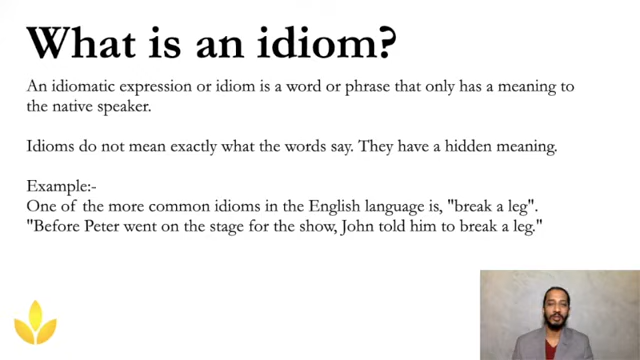 What is an idiom?
An idiomatic expression or idiom is a word or phrase that only has a meaning to
the native speaker.
Idioms do not mean exactly what the words say. They have a hidden meaning.
Example:-
One of the more common idioms in the English language is, "break a leg".
"Before Peter went on the stage for the show, John told him to break a leg."